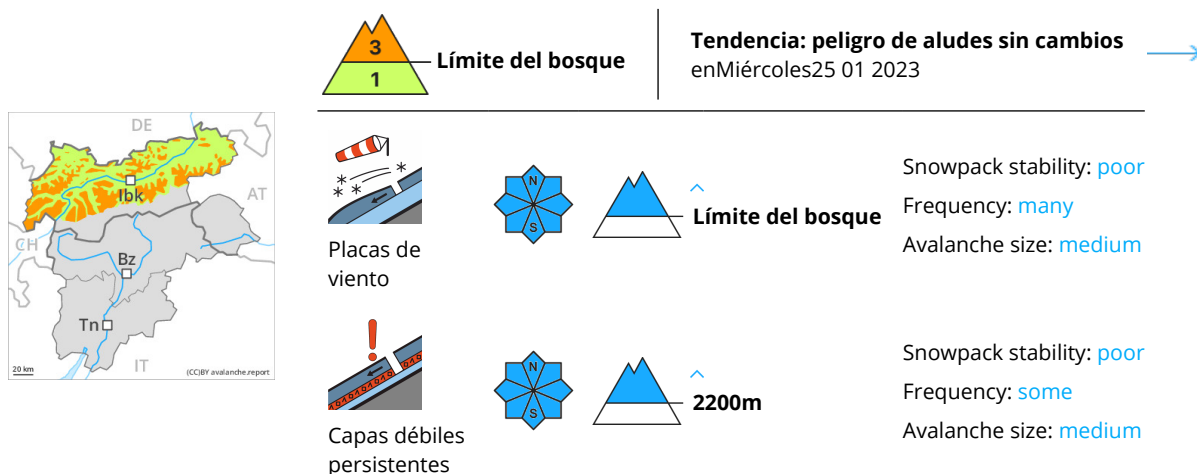 3
1
Límite del bosque
Tendencia: peligro de aludes sin cambios
enMiércoles25 01 2023
DE
Ibk
AT
CH
Bz
Tn
IT
20 km
(CC)BY avalanche.report
Placas de
viento
N
S
Límite del bosque
Snowpack stability: poor
Frequency: many
Avalanche size: medium
Capas débiles
persistentes
N
S
2200m
Snowpack stability: poor
Frequency: some
Avalanche size: medium